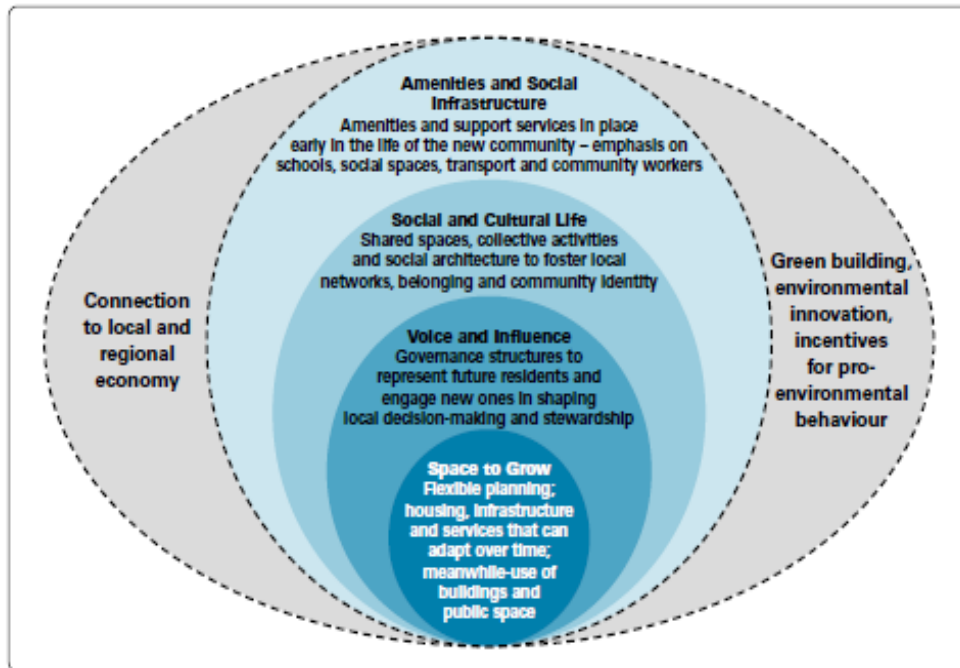 Amenities and Social
Infrastructure
Amenities and support services in place
early in the life of the new community – emphasis on
schools, social spaces, transport and community workers
Social and Cultural Life
Shared spaces, collective activities
and social architecture to foster local
networks, belonging and community identity
Voice and Influence
Governance structures to
represent future residents and
engage new ones in shaping
local decision-making and stewardship
Space to Grow
Flexible planning;
housing, infrastructure
and services that can
adapt over time;
meanwhile-use of
buildings and
public space
Connection
to local and
regional
economy
Green building,
environmental
innovation,
incentives
for pro-
environmental
behaviour